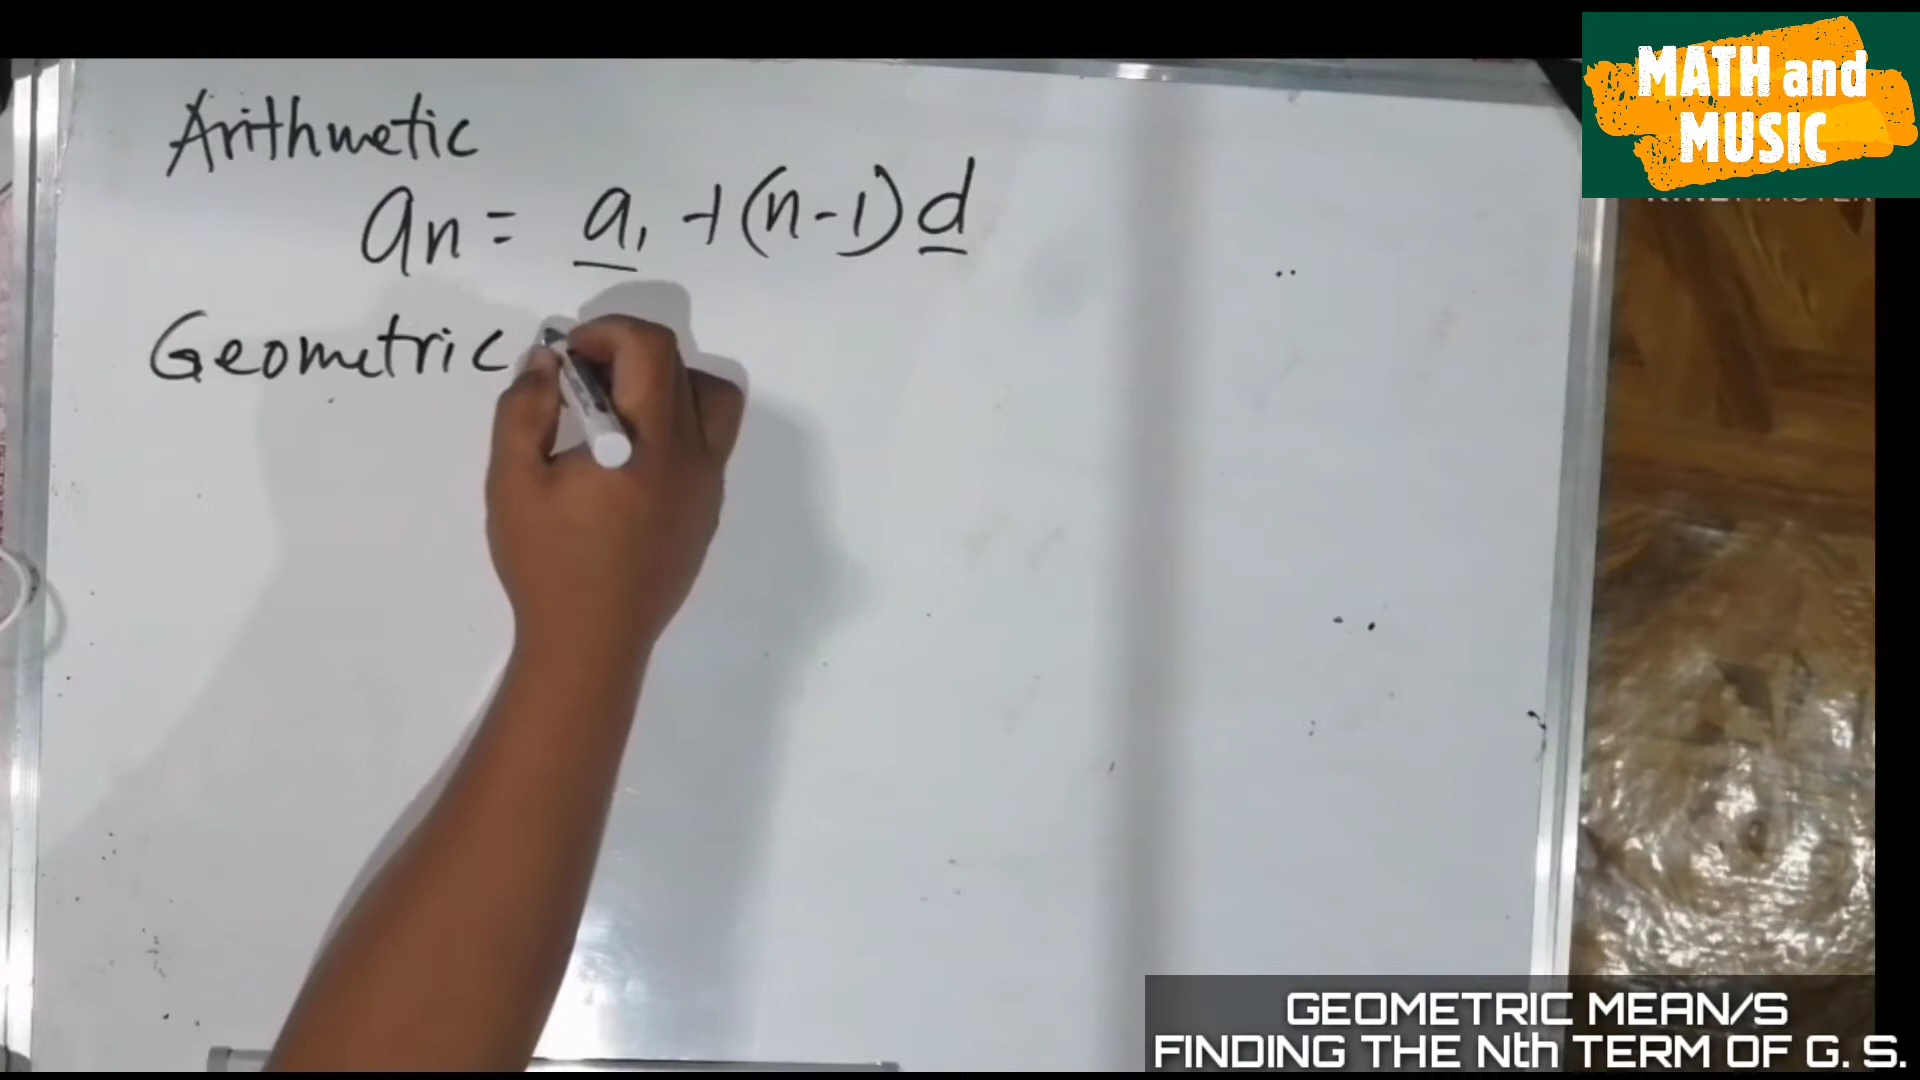 MATH and
MUSIC
Arithmetic
an = a₁ + (n-1) d
Geometric
GEOMETRIC MEAN/S
FINDING THE Nth TERM OF G. S.